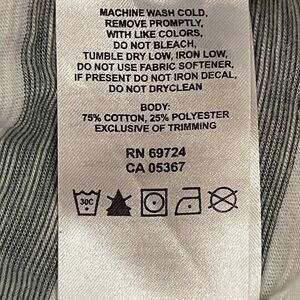 MACHINE WASH COLD,
REMOVE PROMPTLY,
WITH LIKE COLORS,
DO NOT BLEACH,
TUMBLE DRY LOW, IRON LOW,
DO NOT USE FABRIC SOFTENER,
IF PRESENT DO NOT IRON DECAL,
DO NOT DRYCLEAN
BODY:
75% COTTON, 25% POLYESTER
EXCLUSIVE OF TRIMMING
RN 69724
CA 05367
30C